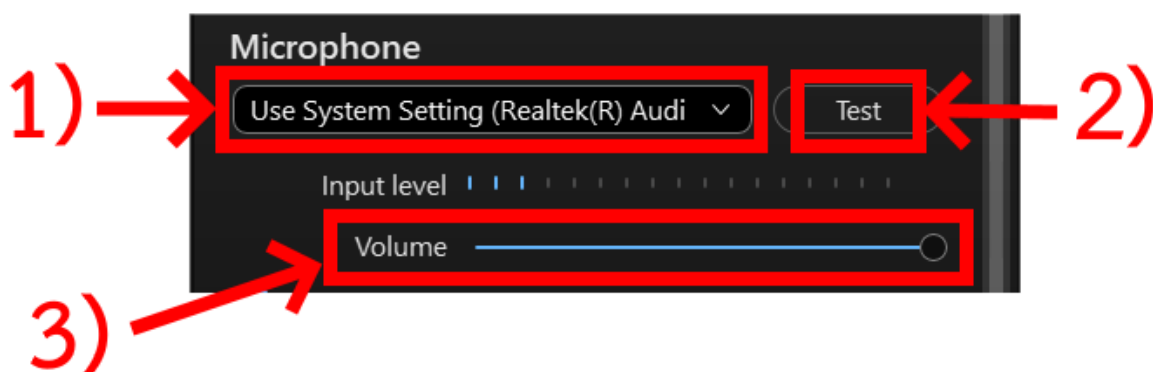 Microphone
1) Use System Setting (Realtek(R) Audi Test 2)
Input level
Volume
3)